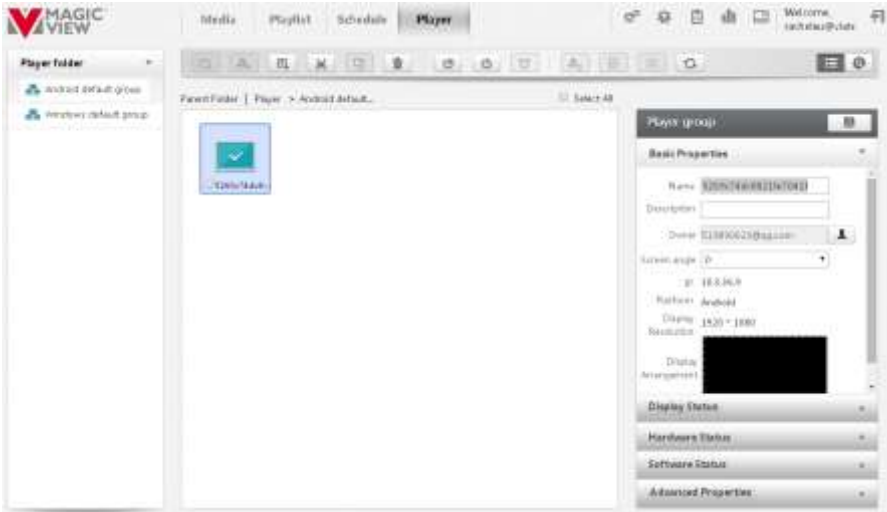 MAGIC
VIEW
Media Playlist Schedule Player
Welcome,
Player folder
Android default group
Windows default group
Parent Folder | Player > Android default...
Select All
Player group
Basic Properties
Name
Description
Owner
Screen angle 0
IP
Platform Android
Display
Resolution
1920 * 1080
Display
Arrangement
Display Status
Hardware Status
Software Status
Advanced Properties